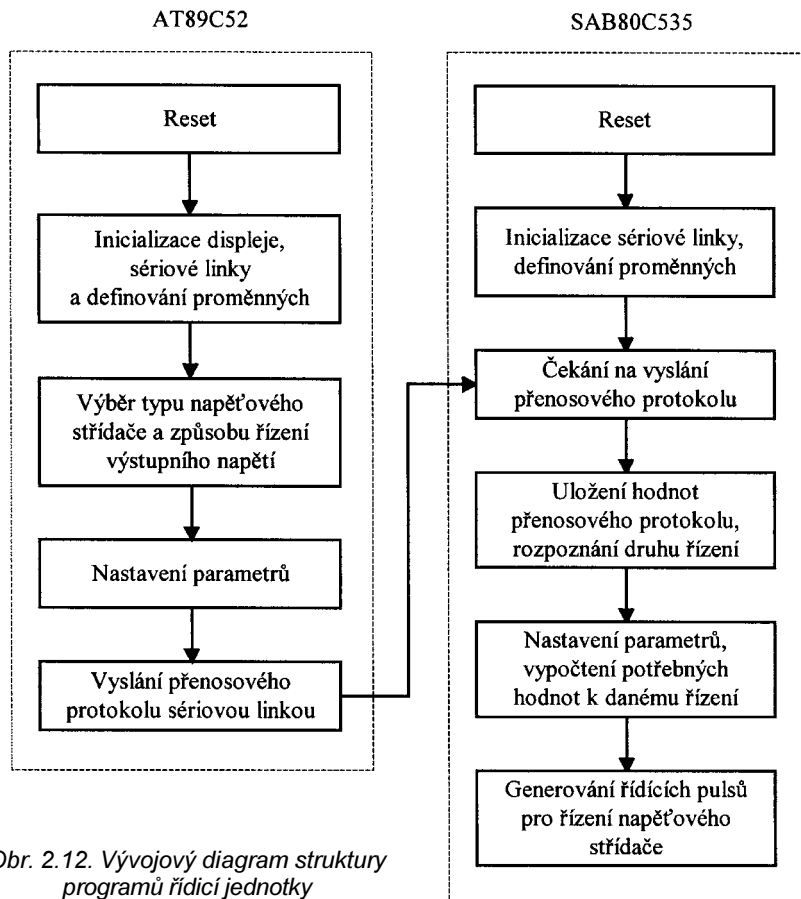 AT89C52
Reset
Inicializace displeje,
sériové linky
a definování proměnných
Výběr typu napěťového
střídače a způsobu řízení
výstupního napětí
Nastavení parametrů
Vyslání přenosového
protokolu sériovou linkou
SAB80C535
Reset
Inicializace sériové linky,
definování proměnných
Čekání na vyslání
přenosového protokolu
Uložení hodnot
přenosového protokolu,
rozpoznání druhu řízení
Nastavení parametrů,
vypočtení potřebných
hodnot k danému řízení
Generování řídících pulsů
pro řízení napěťového
střídače
Obr. 2.12. Vývojový diagram struktury
programů řídicí jednotky